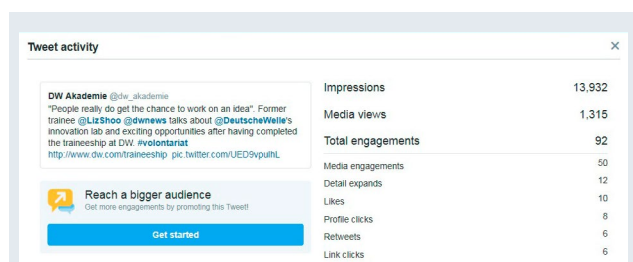 Tweet activity
×
DW Akademie @dw_akademie
"People really do get the chance to work on an idea". Former
trainee @LizShoo @dwnews talks about @DeutscheWelle's
innovation lab and exciting opportunities after having completed
the traineeship at DW. #volontariat
http://www.dw.com/traineeship pic.twitter.com/UED9vpulhL
Reach a bigger audience
Get more engagements by promoting this Tweet!
Get started
Impressions 13,932
Media views 1,315
Total engagements 92
Media engagements 50
Detail expands 12
Likes 10
Profile clicks 8
Retweets 6
Link clicks 6